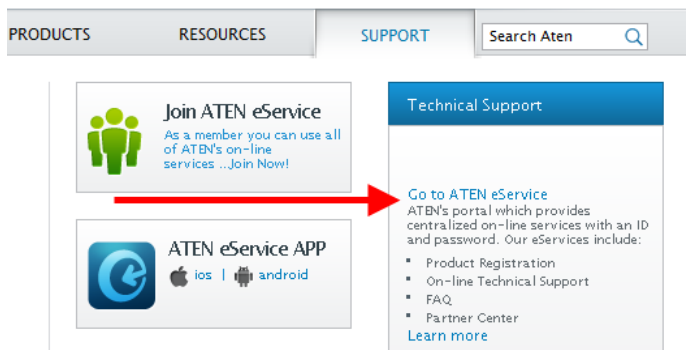 PRODUCTS
RESOURCES
SUPPORT
Search Aten
Join ATEN eService
As a member you can use all
of ATEN's on-line
services ...Join Now!
ATEN eService APP
ios | android
Technical Support
Go to ATEN eService
ATEN's portal which provides
centralized on-line services with an ID
and password. Our eServices include:
Product Registration
On-line Technical Support
FAQ
Partner Center
Learn more